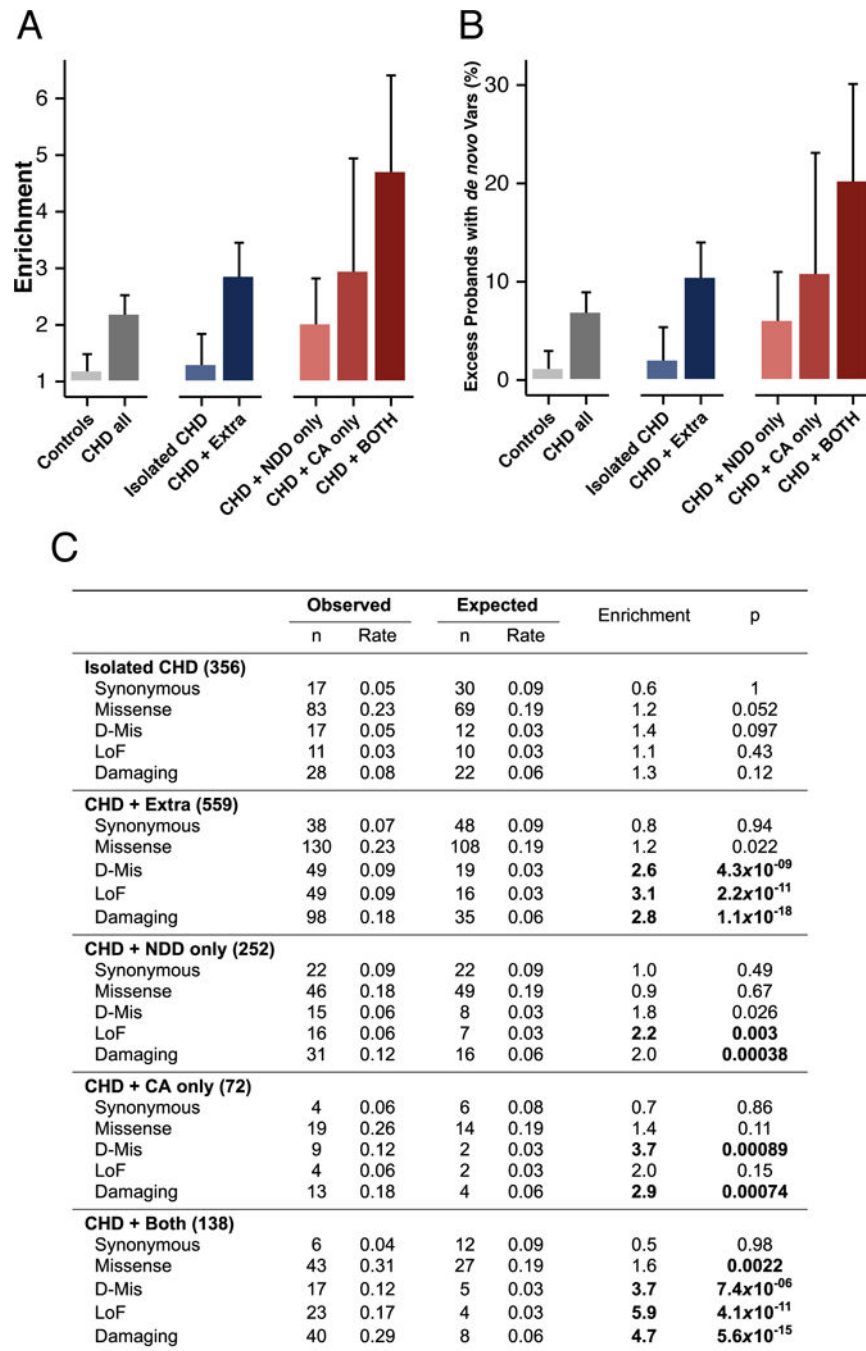 A
B
Enrichment
6
5
4
3
2
1
Controls
CHD all
Isolated CHD
CHD + Extra
CHD + NDD only
CHD + CA only
CHD + BOTH
Excess Probands with de novo Vars (%)
30
20
10
0
Controls
CHD all
Isolated CHD
CHD + Extra
CHD + NDD only
CHD + CA only
CHD + BOTH
C
Observed Expected Enrichment p
n Rate n Rate
Isolated CHD (356)
Synonymous 17 0.05 30 0.09 0.6 1
Missense 83 0.23 69 0.19 1.2 0.052
D-Mis 17 0.05 12 0.03 1.4 0.097
LoF 11 0.03 10 0.03 1.1 0.43
Damaging 28 0.08 22 0.06 1.3 0.12
CHD + Extra (559)
Synonymous 38 0.07 48 0.09 0.8 0.94
Missense 130 0.23 108 0.19 1.2 0.022
D-Mis 49 0.09 19 0.03 2.6 4.3x10⁻⁰⁹
LoF 49 0.09 16 0.03 3.1 2.2x10⁻¹¹
Damaging 98 0.18 35 0.06 2.8 1.1x10⁻¹⁸
CHD + NDD only (252)
Synonymous 22 0.09 22 0.09 1.0 0.49
Missense 46 0.18 49 0.19 0.9 0.67
D-Mis 15 0.06 8 0.03 1.8 0.026
LoF 16 0.06 7 0.03 2.2 0.003
Damaging 31 0.12 16 0.06 2.0 0.00038
CHD + CA only (72)
Synonymous 4 0.06 6 0.08 0.7 0.86
Missense 19 0.26 14 0.19 1.4 0.11
D-Mis 9 0.12 2 0.03 3.7 0.00089
LoF 4 0.06 2 0.03 2.0 0.15
Damaging 13 0.18 4 0.06 2.9 0.00074
CHD + Both (138)
Synonymous 6 0.04 12 0.09 0.5 0.98
Missense 43 0.31 27 0.19 1.6 0.0022
D-Mis 17 0.12 5 0.03 3.7 7.4x10⁻⁰⁶
LoF 23 0.17 4 0.03 5.9 4.1x10⁻¹¹
Damaging 40 0.29 8 0.06 4.7 5.6x10⁻¹⁵